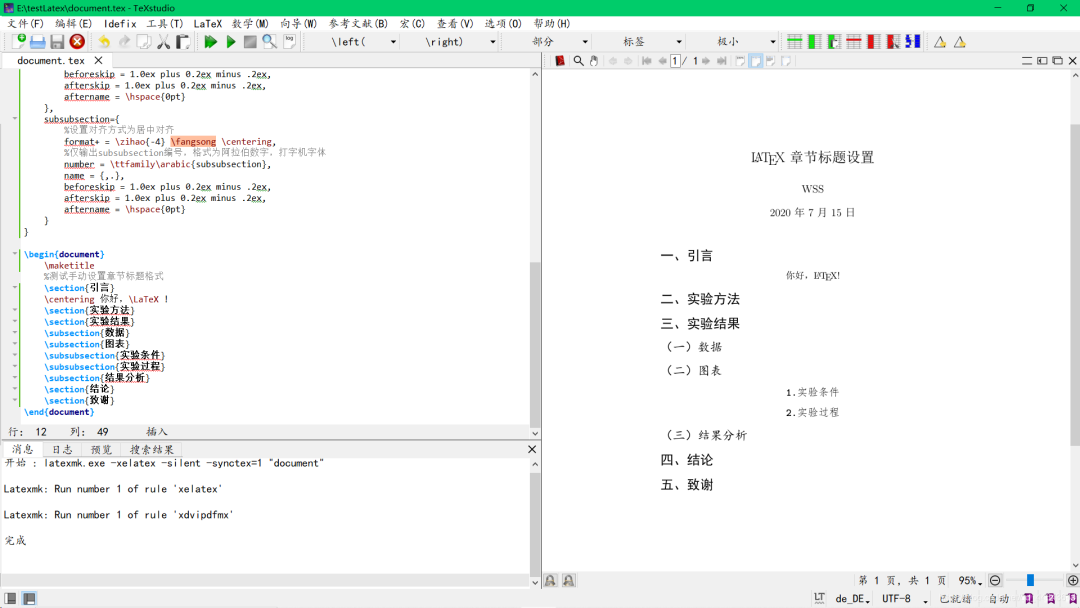 E:\testLatex\document.tex - TeXstudio
文件(F) 编辑(E) Idefix 工具(T) LaTeX 数学(M) 向导(W) 参考文献(B) 宏(C) 查看(V) 选项(O) 帮助(H)
log \left( \right) 部分 标签 极小
document.tex
1 / 1
beforeskip = 1.0ex plus 0.2ex minus .2ex,
afterskip = 1.0ex plus 0.2ex minus .2ex,
aftername = \hspace{0pt}
},
subsubsection={
%设置对齐方式为居中对齐
format+ = \zihao{-4} \fangsong \centering,
%仅输出subsubsection编号，格式为阿拉伯数字，打字机字体
number = \ttfamily\arabic{subsubsection},
name = {,.},
beforeskip = 1.0ex plus 0.2ex minus .2ex,
afterskip = 1.0ex plus 0.2ex minus .2ex,
aftername = \hspace{0pt}
}
}
\begin{document}
\maketitle
%测试手动设置章节标题格式
\section{引言}
\centering 你好，\LaTeX !
\section{实验方法}
\section{实验结果}
\subsection{数据}
\subsection{图表}
\subsubsection{实验条件}
\subsubsection{实验过程}
\subsection{结果分析}
\section{结论}
\section{致谢}
\end{document}
行: 12 列: 49 插入
消息 日志 预览 搜索结果
开始 : latexmk.exe -xelatex -silent -synctex=1 "document"
Latexmk: Run number 1 of rule 'xelatex'
Latexmk: Run number 1 of rule 'xdvipdfmx'
完成
LATEX 章节标题设置
WSS
2020 年 7 月 15 日
一、引言
你好，LATEX!
二、实验方法
三、实验结果
（一）数据
（二）图表
1.实验条件
2.实验过程
（三）结果分析
四、结论
五、致谢
第 1 页, 共 1 页 95%
LT de_DE UTF-8 已就绪 自动